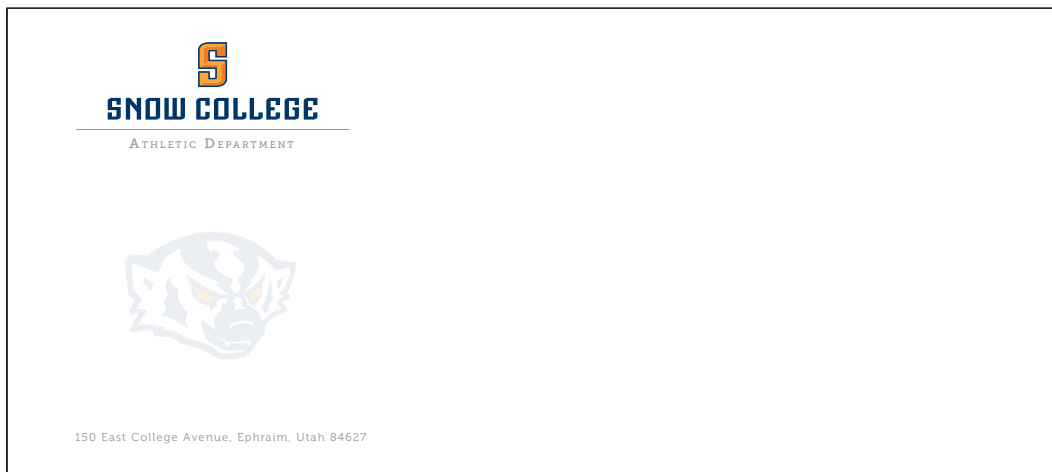 S
SNOW COLLEGE
ATHLETIC DEPARTMENT
150 East College Avenue, Ephraim, Utah 84627